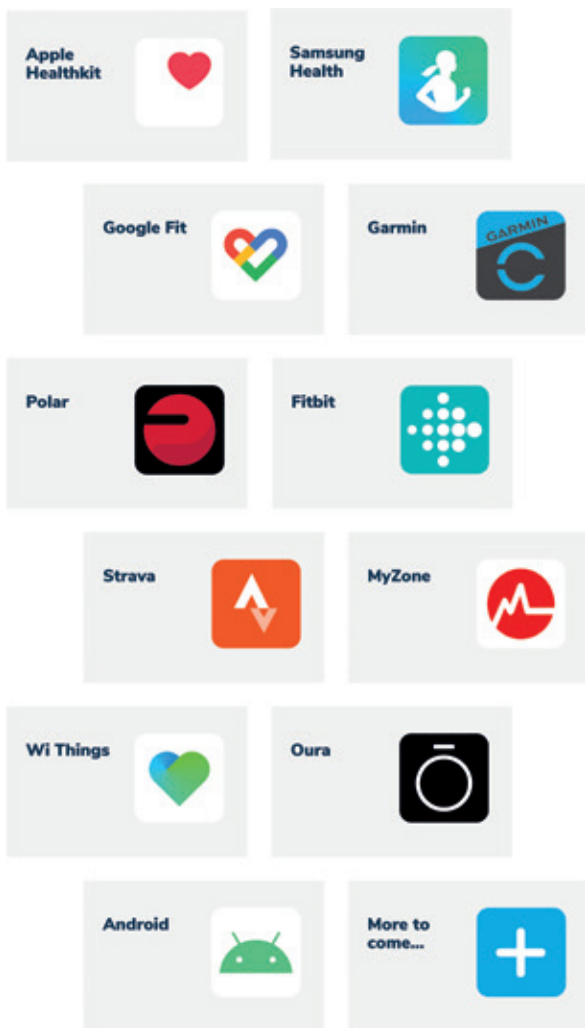 Apple
Healthkit
Samsung
Health
Google Fit
Garmin
GARMIN
Polar
Fitbit
Strava
MyZone
Wi Things
Oura
Android
More to
come...